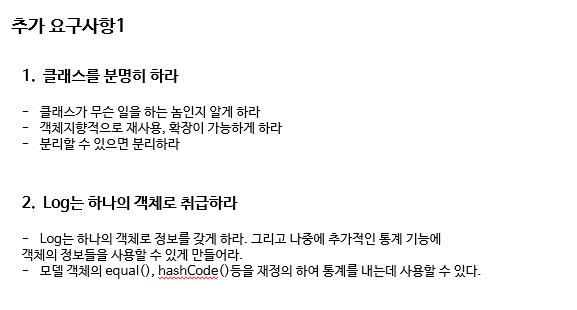 추가 요구사항1
1. 클래스를 분명히 하라
- 클래스가 무슨 일을 하는 놈인지 알게 하라
- 객체지향적으로 재사용, 확장이 가능하게 하라
- 분리할 수 있으면 분리하라
2. Log는 하나의 객체로 취급하라
- Log는 하나의 객체로 정보를 갖게 하라. 그리고 나중에 추가적인 통계 기능에
객체의 정보들을 사용할 수 있게 만들어라.
- 모델 객체의 equal(), hashCode()등을 재정의 하여 통계를 내는데 사용할 수 있다.